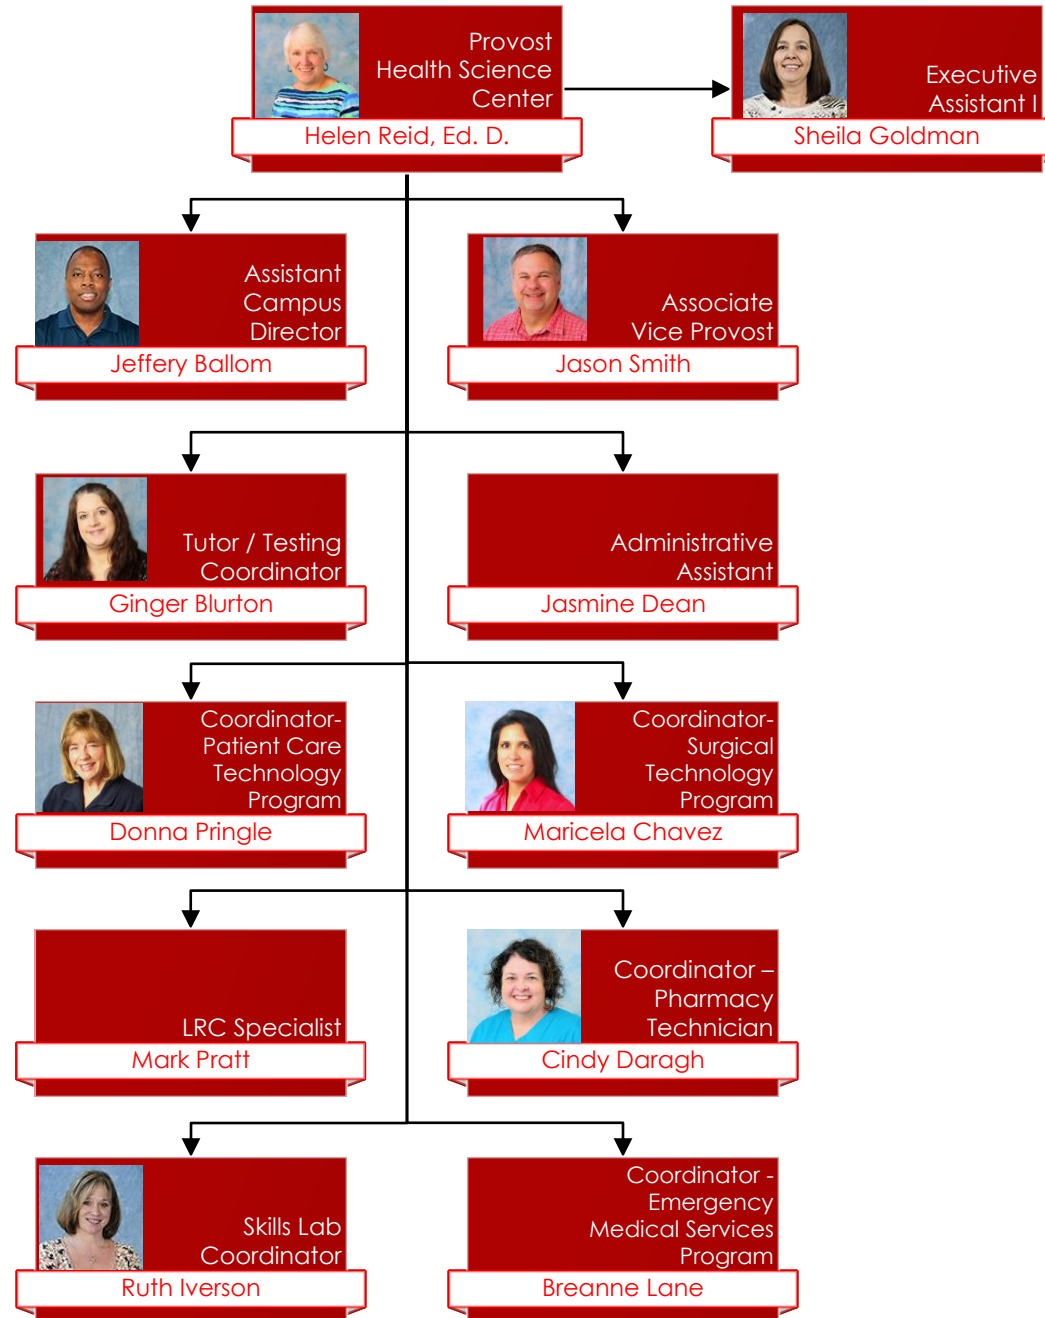 Provost
Health Science
Center
Helen Reid, Ed. D.
Executive
Assistant I
Sheila Goldman
Assistant
Campus
Director
Jeffery Ballom
Associate
Vice Provost
Jason Smith
Tutor / Testing
Coordinator
Ginger Blurton
Administrative
Assistant
Jasmine Dean
Coordinator-
Patient Care
Technology
Program
Donna Pringle
Coordinator-
Surgical
Technology
Program
Maricela Chavez
LRC Specialist
Mark Pratt
Coordinator –
Pharmacy
Technician
Cindy Daragh
Skills Lab
Coordinator
Ruth Iverson
Coordinator -
Emergency
Medical Services
Program
Breanne Lane